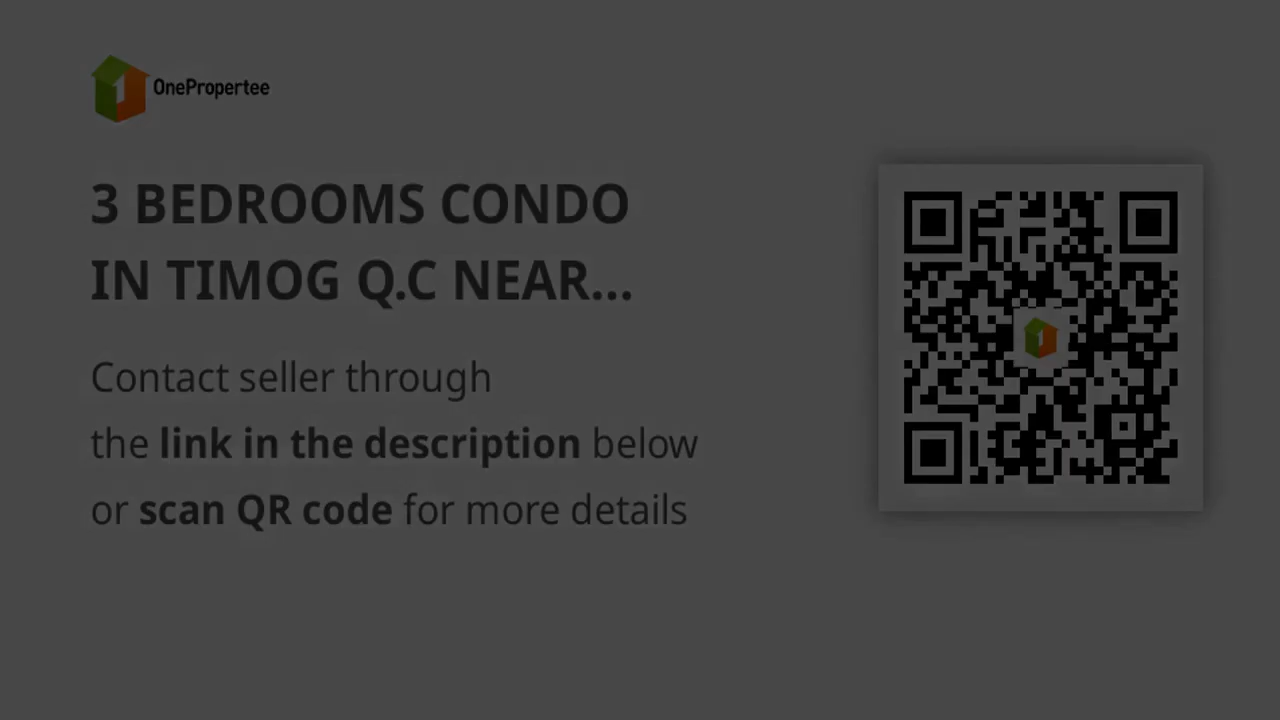 OnePropertee
3 BEDROOMS CONDO
IN TIMOG Q.C NEAR...
Contact seller through
the link in the description below
or scan QR code for more details